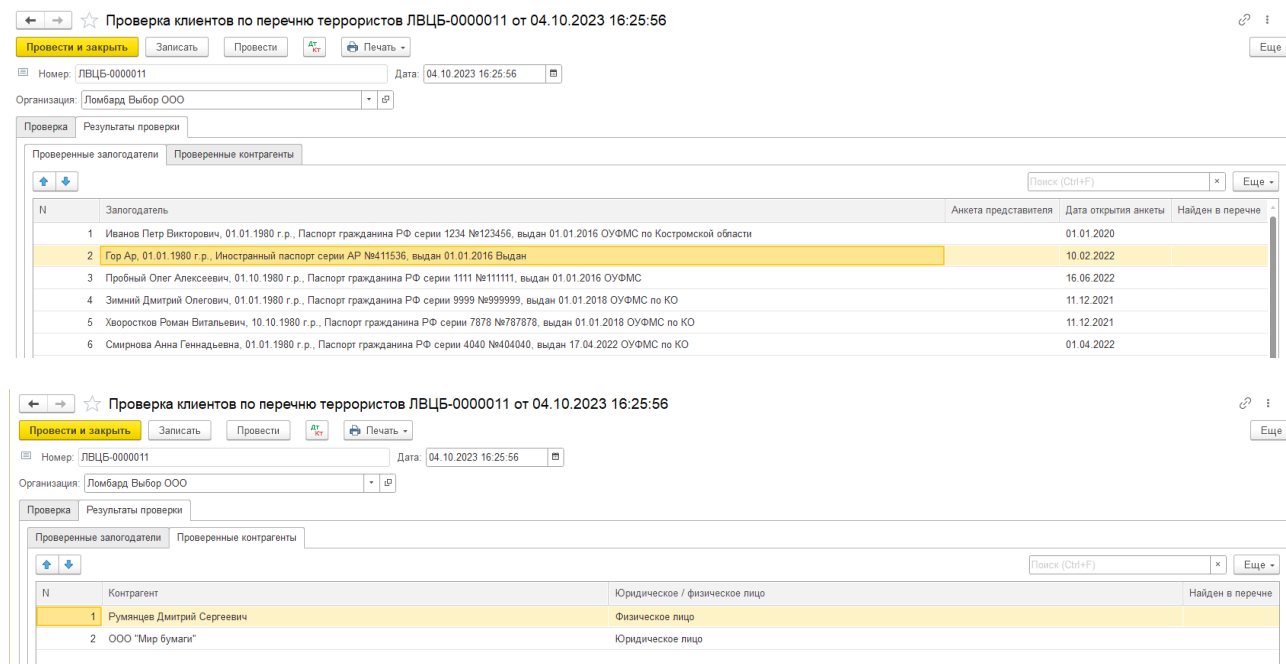 Проверка клиентов по перечню террористов ЛВЦБ-0000011 от 04.10.2023 16:25:56
Провести и закрыть Записать Провести Дт Кт Печать Еще
Номер: ЛВЦБ-0000011 Дата: 04.10.2023 16:25:56
Организация: Ломбард Выбор ООО
Проверка Результаты проверки
Проверенные залогодатели Проверенные контрагенты
Поиск (Ctrl+F) × Еще
N Залогодатель Анкета представителя Дата открытия анкеты Найден в перечне
1 Иванов Петр Викторович, 01.01.1980 г.р., Паспорт гражданина РФ серии 1234 №123456, выдан 01.01.2016 ОУФМС по Костромской области 01.01.2020
2 Гор Ар, 01.01.1980 г.р., Иностранный паспорт серии АР №411536, выдан 01.01.2016 Выдан 10.02.2022
3 Пробный Олег Алексеевич, 01.10.1980 г.р., Паспорт гражданина РФ серии 1111 №111111, выдан 01.01.2016 ОУФМС 16.06.2022
4 Зимний Дмитрий Олегович, 01.01.1980 г.р., Паспорт гражданина РФ серии 9999 №999999, выдан 01.01.2018 ОУФМС по КО 11.12.2021
5 Хворостков Роман Витальевич, 10.10.1980 г.р., Паспорт гражданина РФ серии 7878 №787878, выдан 01.01.2018 ОУФМС по КО 11.12.2021
6 Смирнова Анна Геннадьевна, 01.01.1980 г.р., Паспорт гражданина РФ серии 4040 №404040, выдан 17.04.2022 ОУФМС по КО 01.04.2022
Проверка клиентов по перечню террористов ЛВЦБ-0000011 от 04.10.2023 16:25:56
Провести и закрыть Записать Провести Дт Кт Печать Еще
Номер: ЛВЦБ-0000011 Дата: 04.10.2023 16:25:56
Организация: Ломбард Выбор ООО
Проверка Результаты проверки
Проверенные залогодатели Проверенные контрагенты
Поиск (Ctrl+F) × Еще
N Контрагент Юридическое / физическое лицо Найден в перечне
1 Румянцев Дмитрий Сергеевич Физическое лицо
2 ООО "Мир бумаги" Юридическое лицо